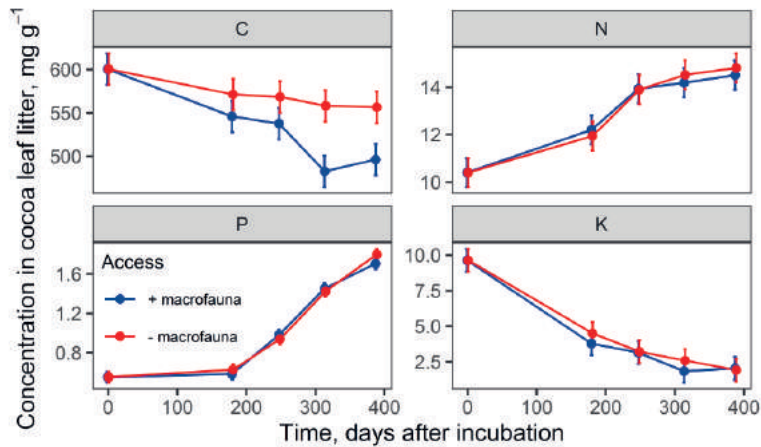 Concentration in cocoa leaf litter, mg g⁻¹
C
600
550
500
N
14
12
10
P
Access
+ macrofauna
- macrofauna
1.6
1.2
0.8
0 100 200 300 400
K
10.0
7.5
5.0
2.5
0 100 200 300 400
Time, days after incubation